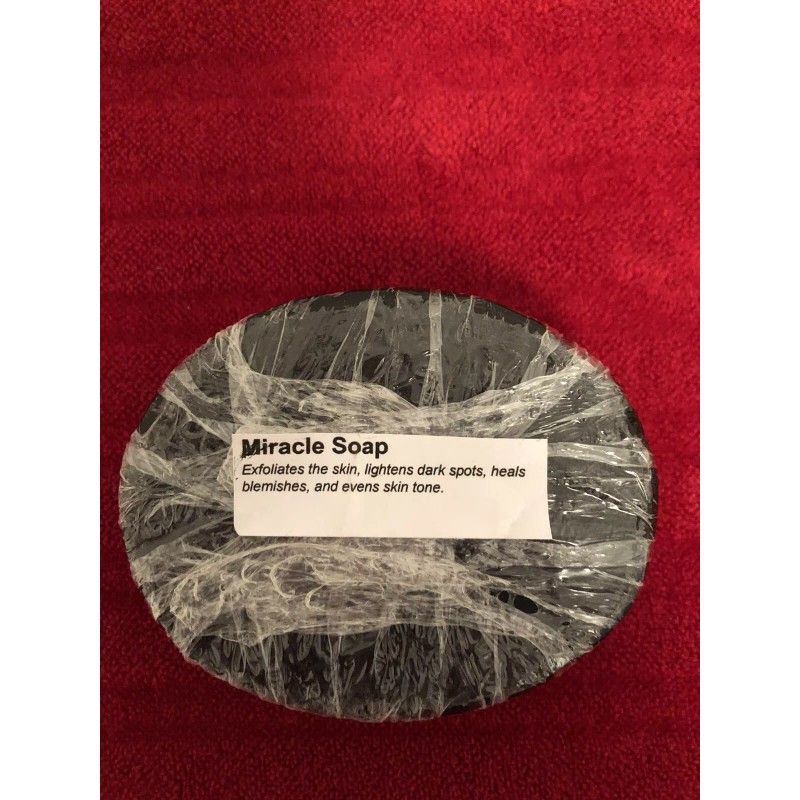 Miracle Soap
Exfoliates the skin, lightens dark spots, heals
blemishes, and evens skin tone.